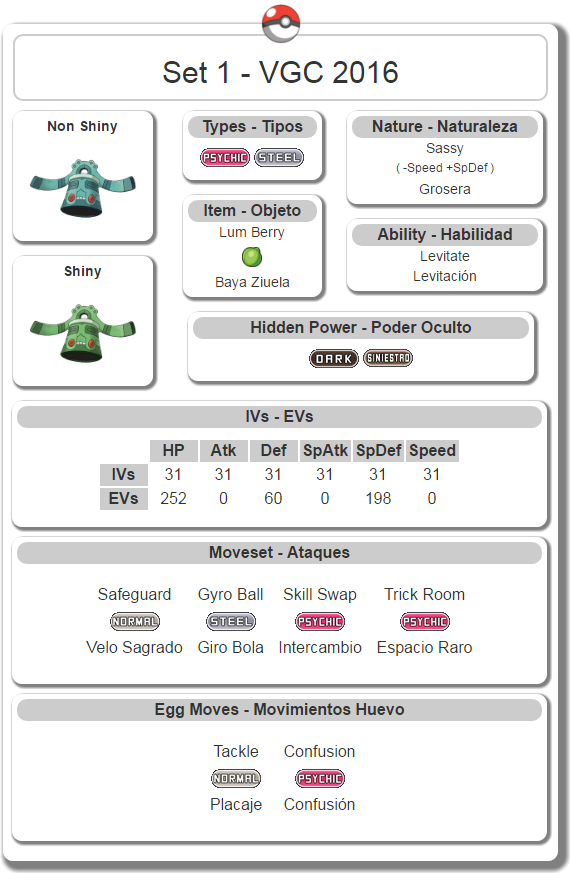 Set 1 - VGC 2016
Non Shiny
Shiny
Types - Tipos
PSYCHIC STEEL
Item - Objeto
Lum Berry
Baya Ziuela
Nature - Naturaleza
Sassy
( -Speed +SpDef )
Grosera
Ability - Habilidad
Levitate
Levitación
Hidden Power - Poder Oculto
DARK SINIESTRO
IVs - EVs
HP Atk Def SpAtk SpDef Speed
IVs 31 31 31 31 31 31
EVs 252 0 60 0 198 0
Moveset - Ataques
Safeguard Gyro Ball Skill Swap Trick Room
NORMAL STEEL PSYCHIC PSYCHIC
Velo Sagrado Giro Bola Intercambio Espacio Raro
Egg Moves - Movimientos Huevo
Tackle Confusion
NORMAL PSYCHIC
Placaje Confusión